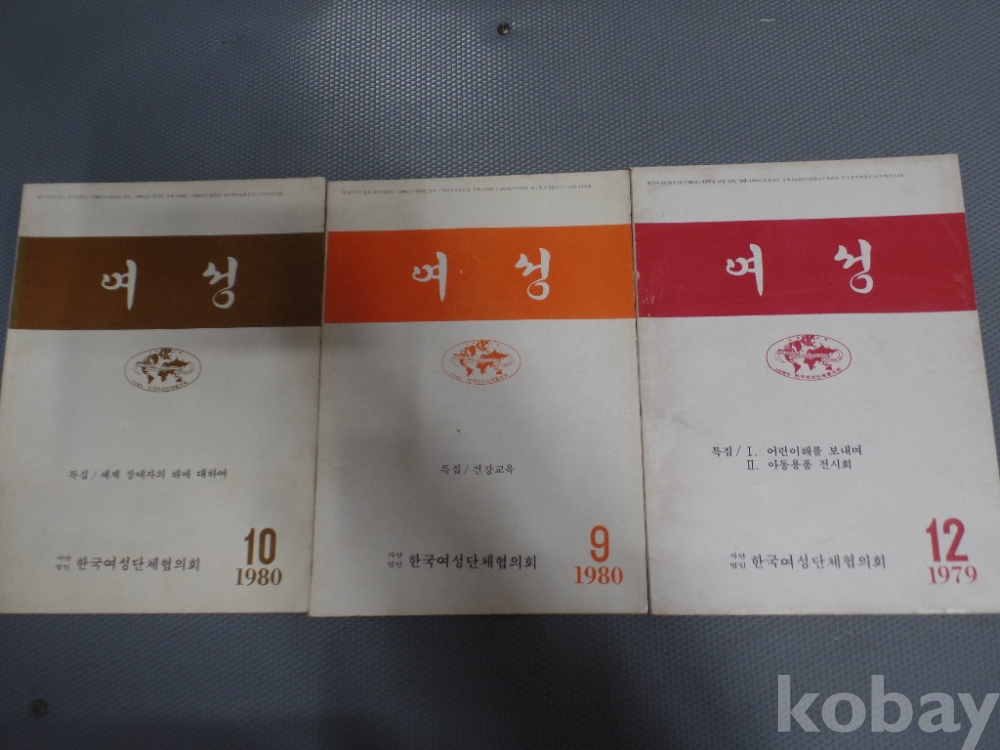 여성
특집/세계 장애자의 해에 대하여
사단
법인 한국여성단체협의회
10
1980
여성
특집/건강교육
사단
법인 한국여성단체협의회
9
1980
여성
특집/ I. 어린이해를 보내며
II. 아동용품 전시회
사단
법인 한국여성단체협의회
12
1979
kobay